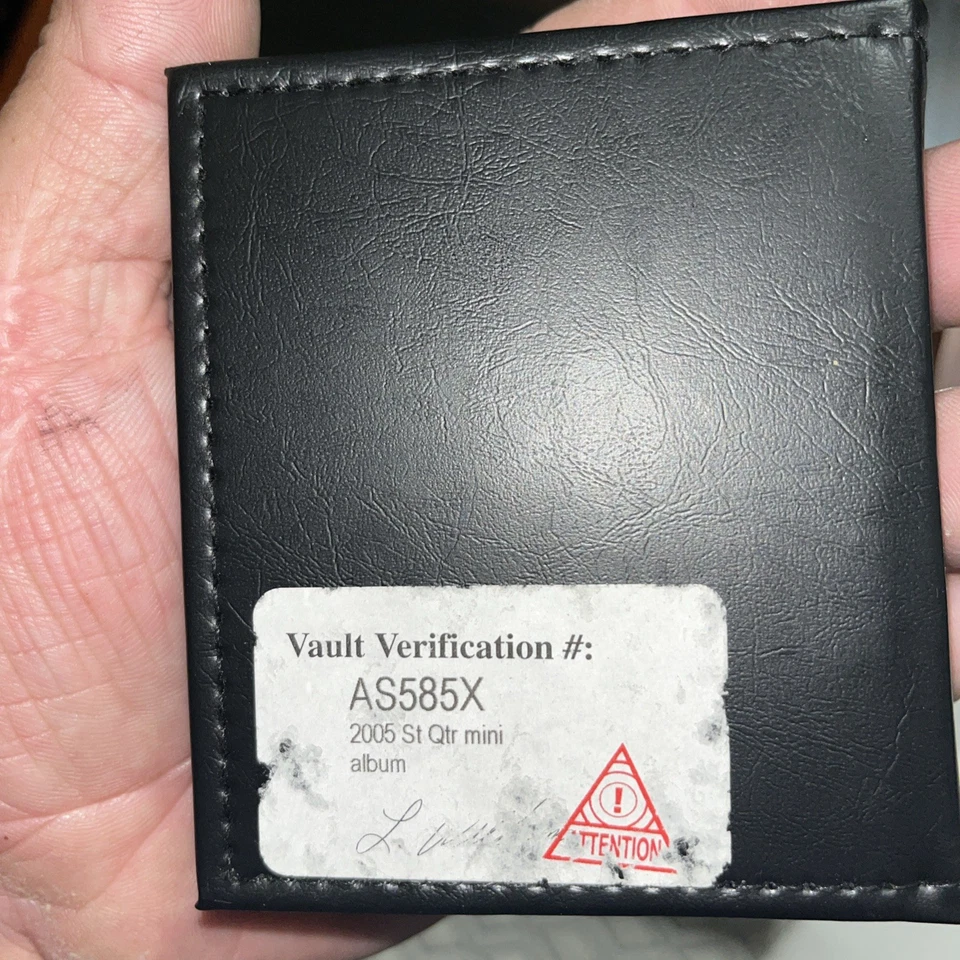 Vault Verification #:
AS585X
2005 St Qtr mini
album
L.
!
ATTENTION